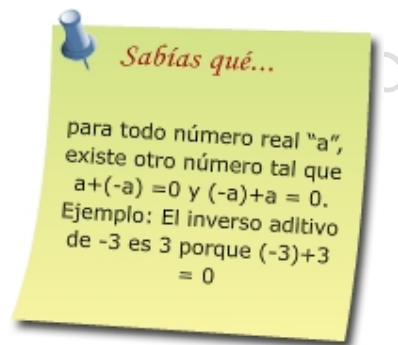 Sabías qué...
para todo número real “a”,
existe otro número tal que
a+(-a) =0 y (-a)+a = 0.
Ejemplo: El inverso aditivo
de -3 es 3 porque (-3)+3
= 0